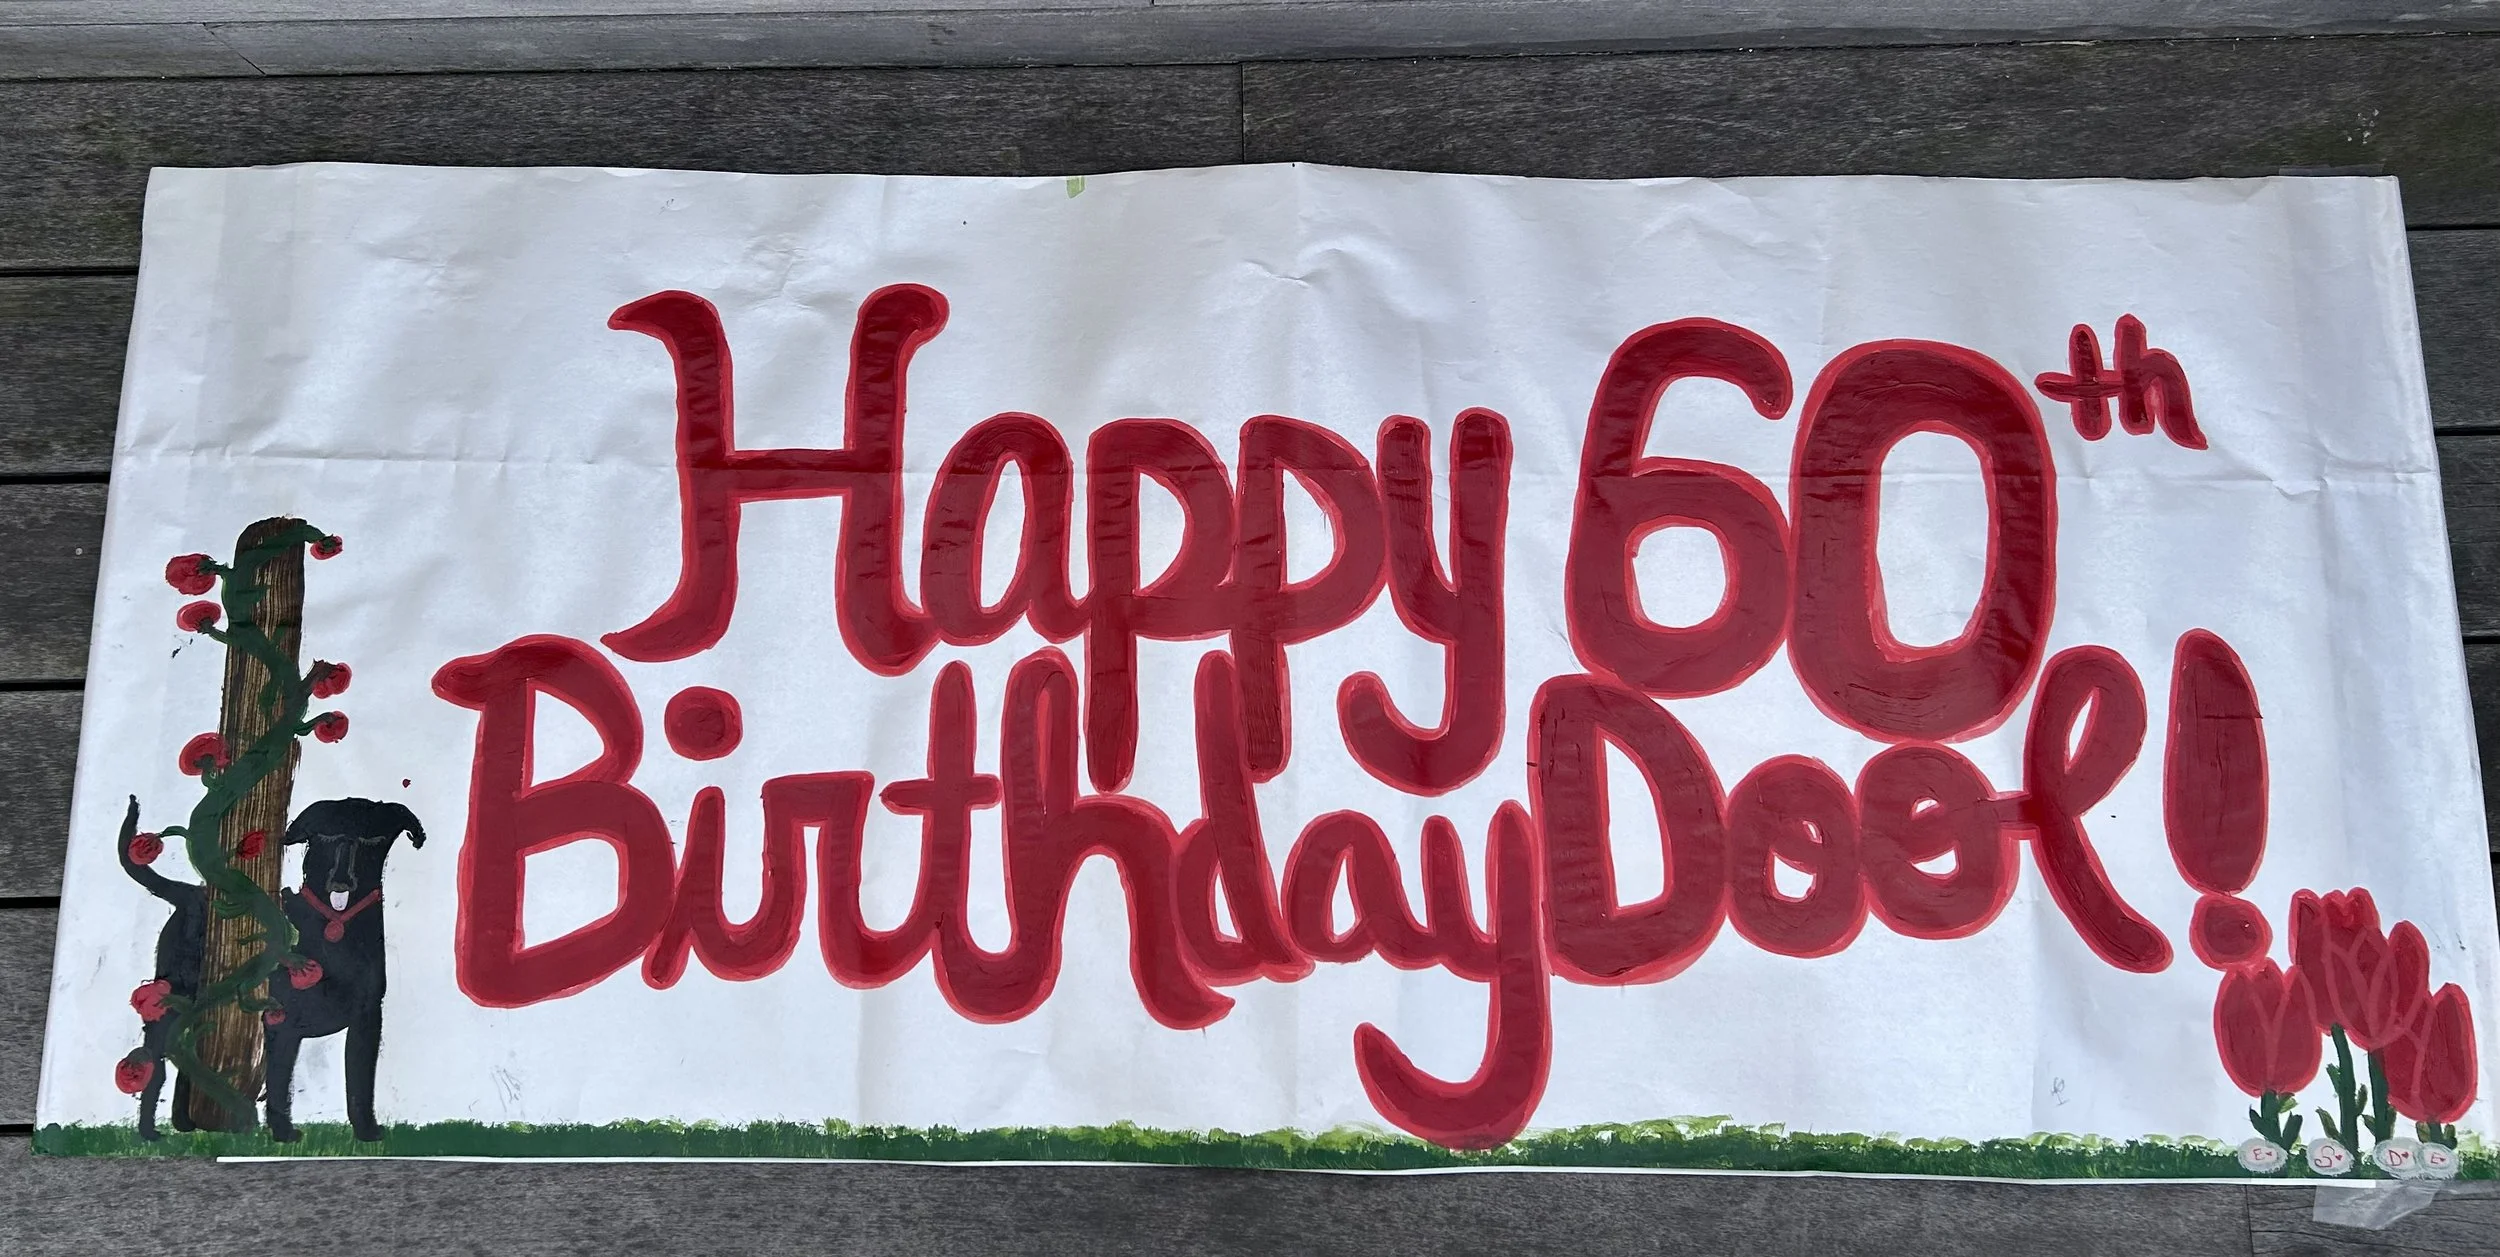 Happy 60th
Birthday Dool!
E♥ S♥ D♥ E♥